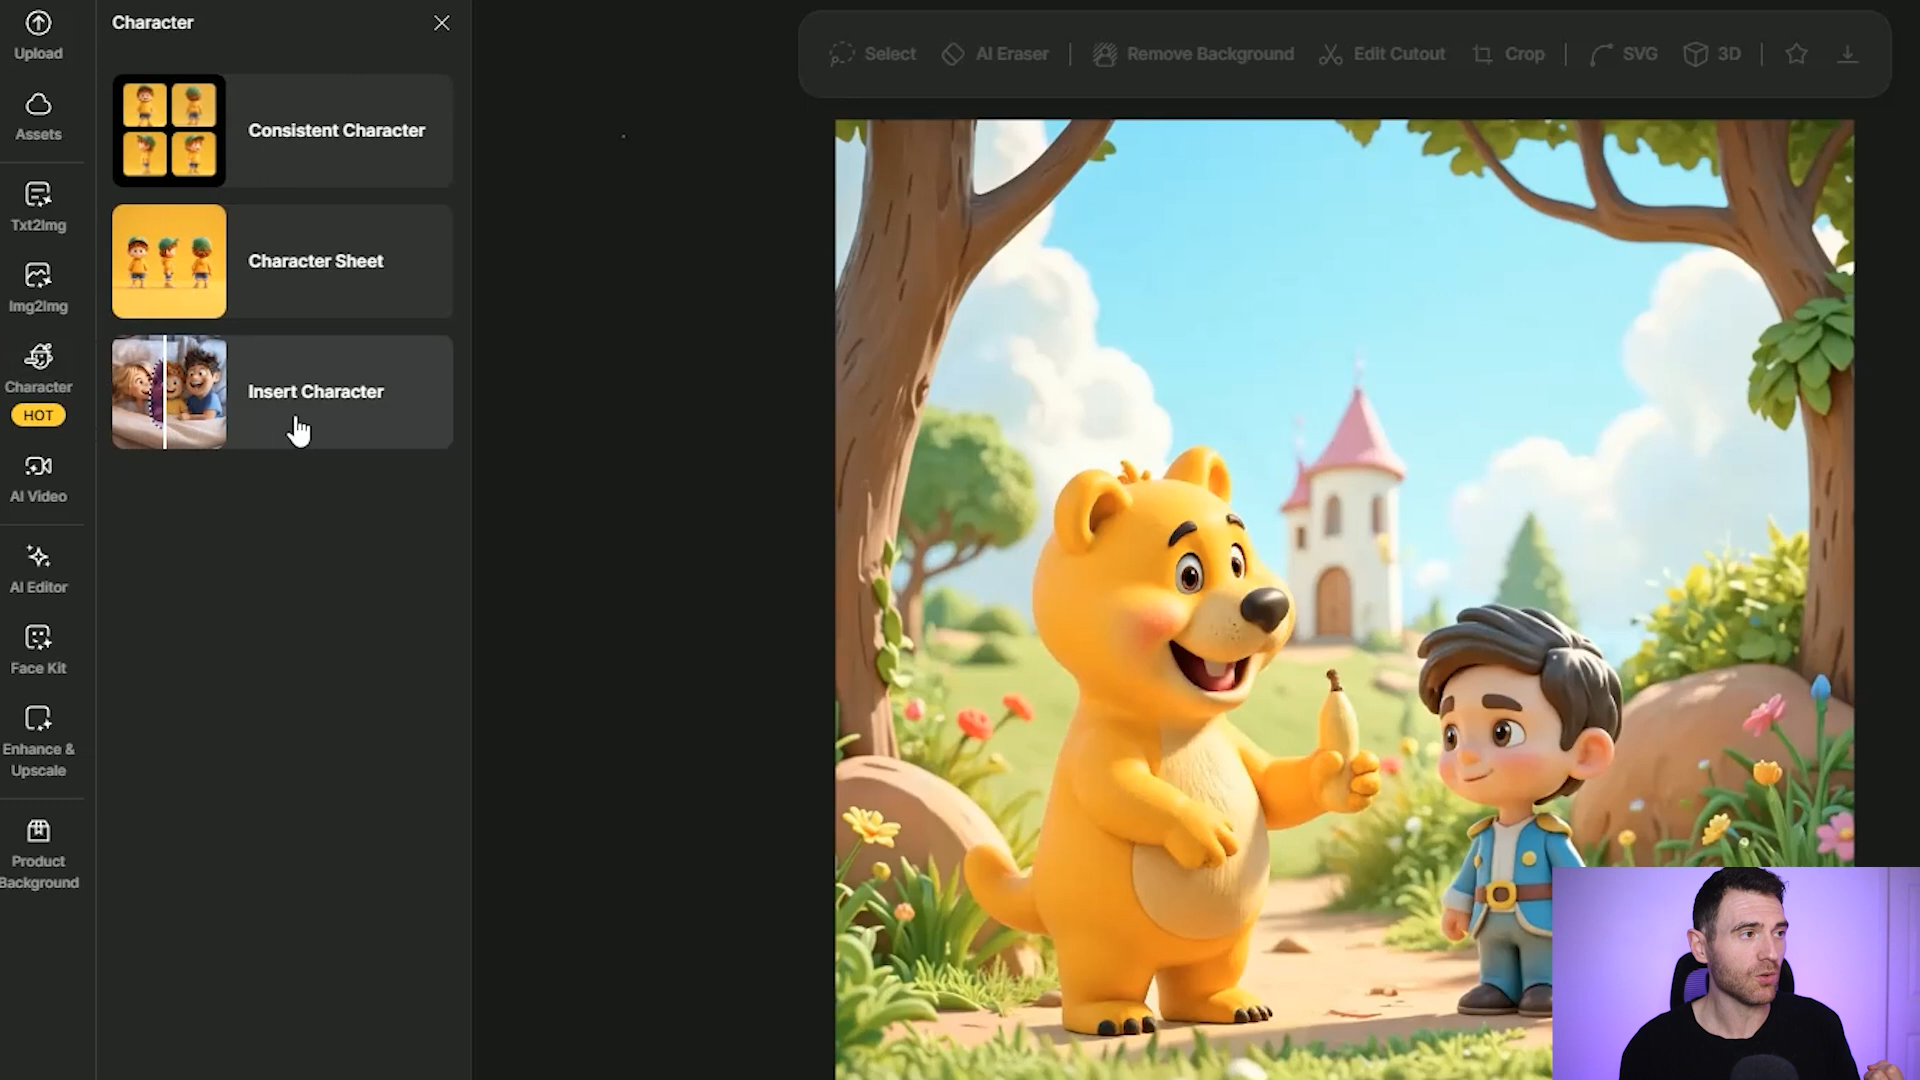 Upload
Assets
Txt2Img
Img2Img
Character
HOT
AI Video
AI Editor
Face Kit
Enhance &
Upscale
Product
Background
Character
Consistent Character
Character Sheet
Insert Character
Select
AI Eraser
Remove Background
Edit Cutout
Crop
SVG
3D